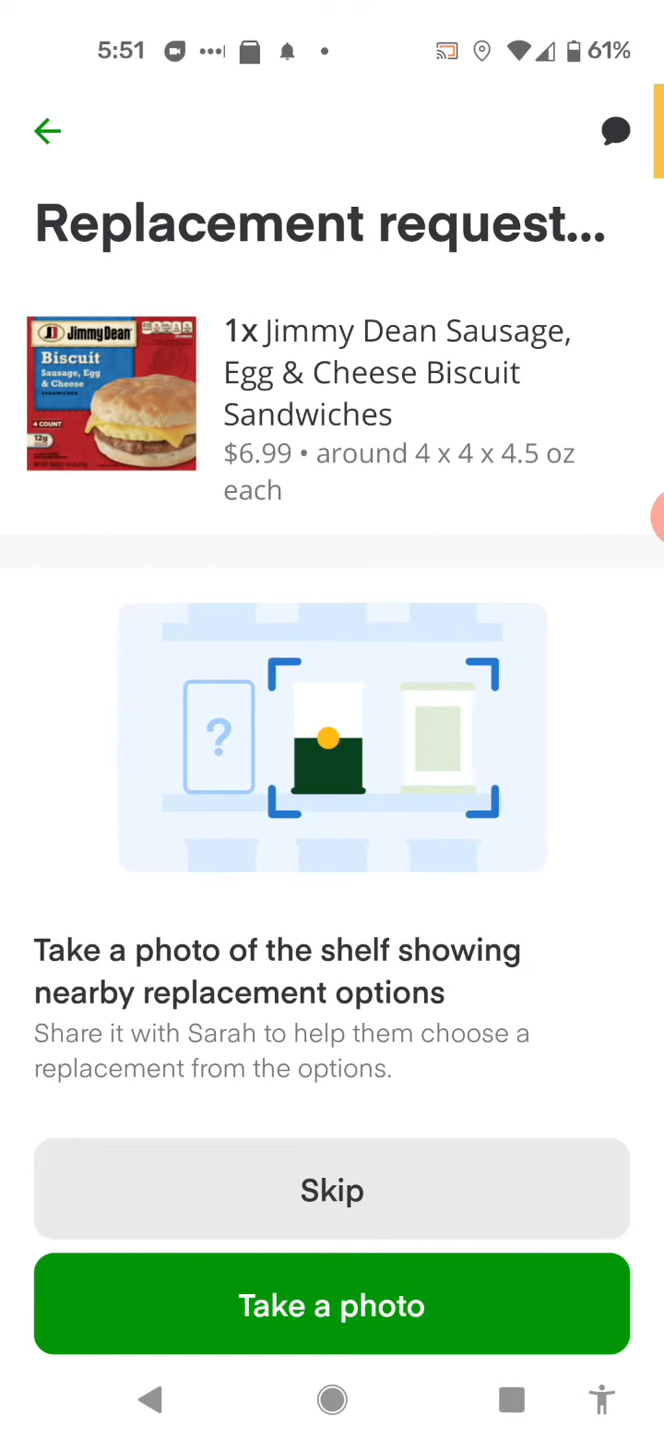 5:51
61%
Replacement request...
Jimmy Dean
Biscuit
Sausage, Egg
& Cheese
SANDWICHES
4 COUNT
12g
1x Jimmy Dean Sausage,
Egg & Cheese Biscuit
Sandwiches
$6.99 • around 4 x 4 x 4.5 oz
each
?
Take a photo of the shelf showing
nearby replacement options
Share it with Sarah to help them choose a
replacement from the options.
Skip
Take a photo